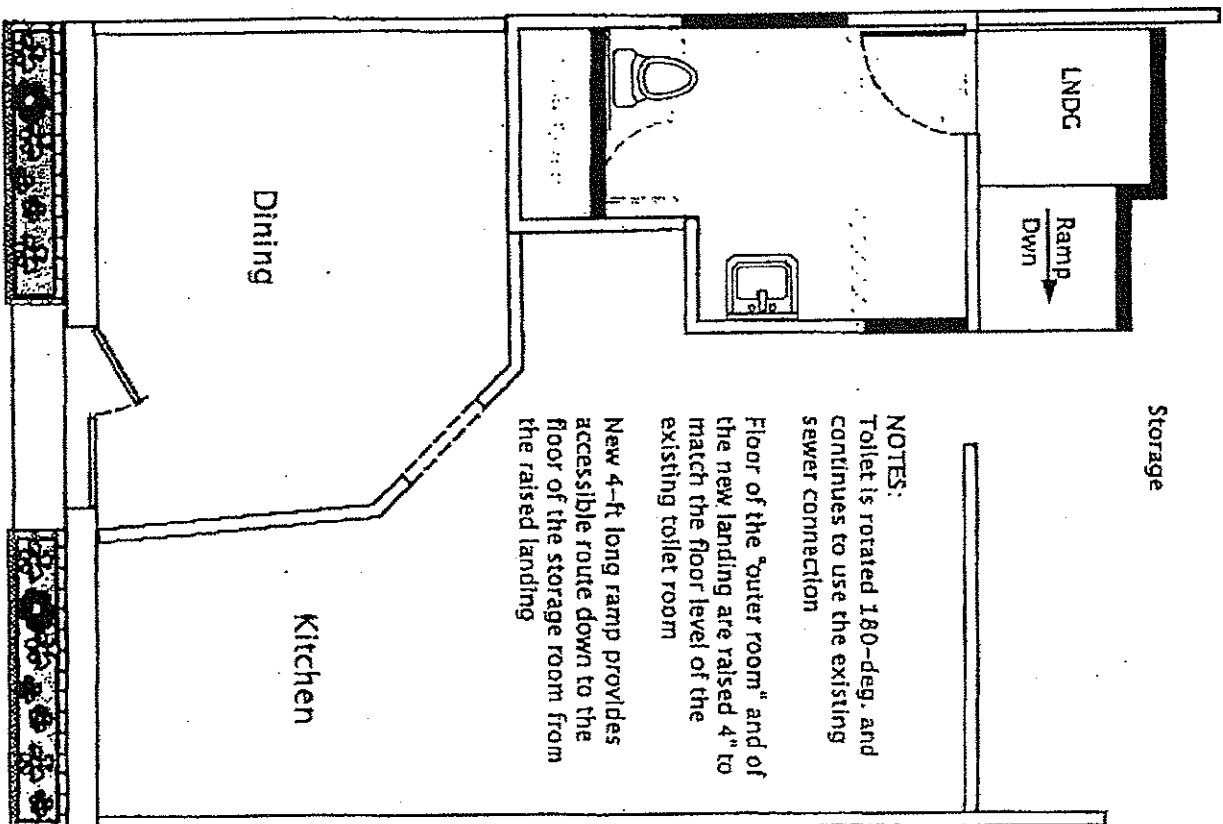 Storage
LNDG
Ramp
Dwn
NOTES:
Toilet is rotated 180-deg. and
continues to use the existing
sewer connection
Floor of the "outer room" and of
the new landing are raised 4" to
match the floor level of the
existing toilet room
New 4-ft long ramp provides
accessible route down to the
floor of the storage room from
the raised landing
Dining
Kitchen